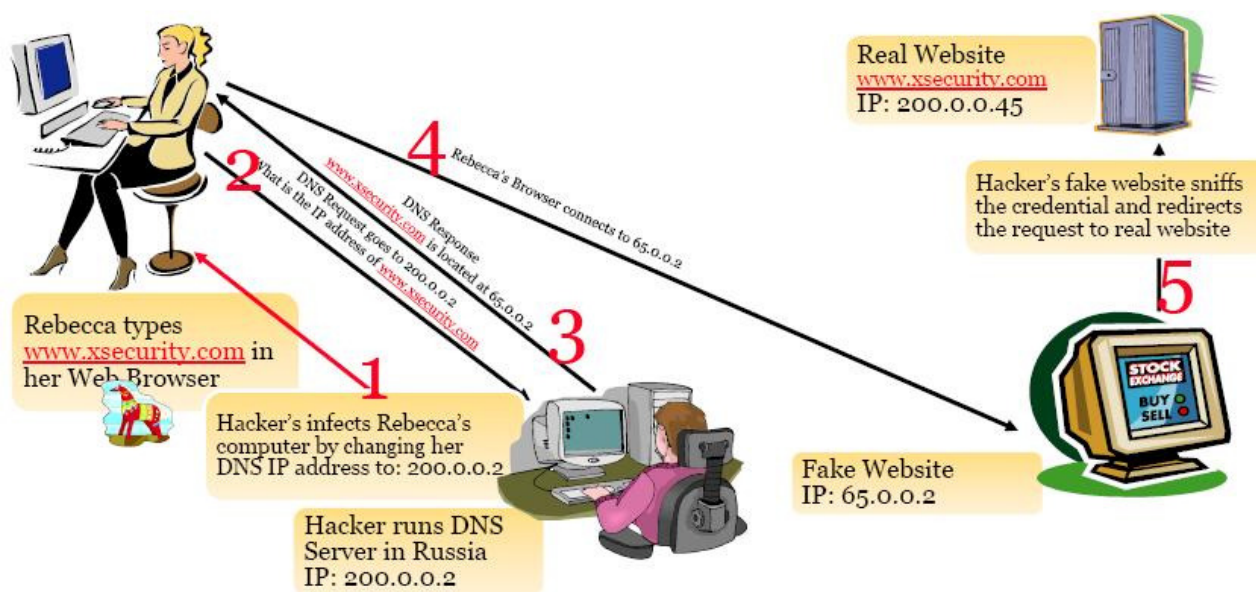 Rebecca types
www.xsecurity.com in
her Web Browser
1
Hacker's infects Rebecca's
computer by changing her
DNS IP address to: 200.0.0.2
Hacker runs DNS
Server in Russia
IP: 200.0.0.2
2
What is the IP address of www.xsecurity.com
DNS Request goes to 200.0.0.2
3
www.xsecurity.com is located at 65.0.0.2
DNS Response
4
Rebecca's Browser connects to 65.0.0.2
Fake Website
IP: 65.0.0.2
STOCK
EXCHANGE
BUY
SELL
5
Hacker's fake website sniffs
the credential and redirects
the request to real website
Real Website
www.xsecurity.com
IP: 200.0.0.45